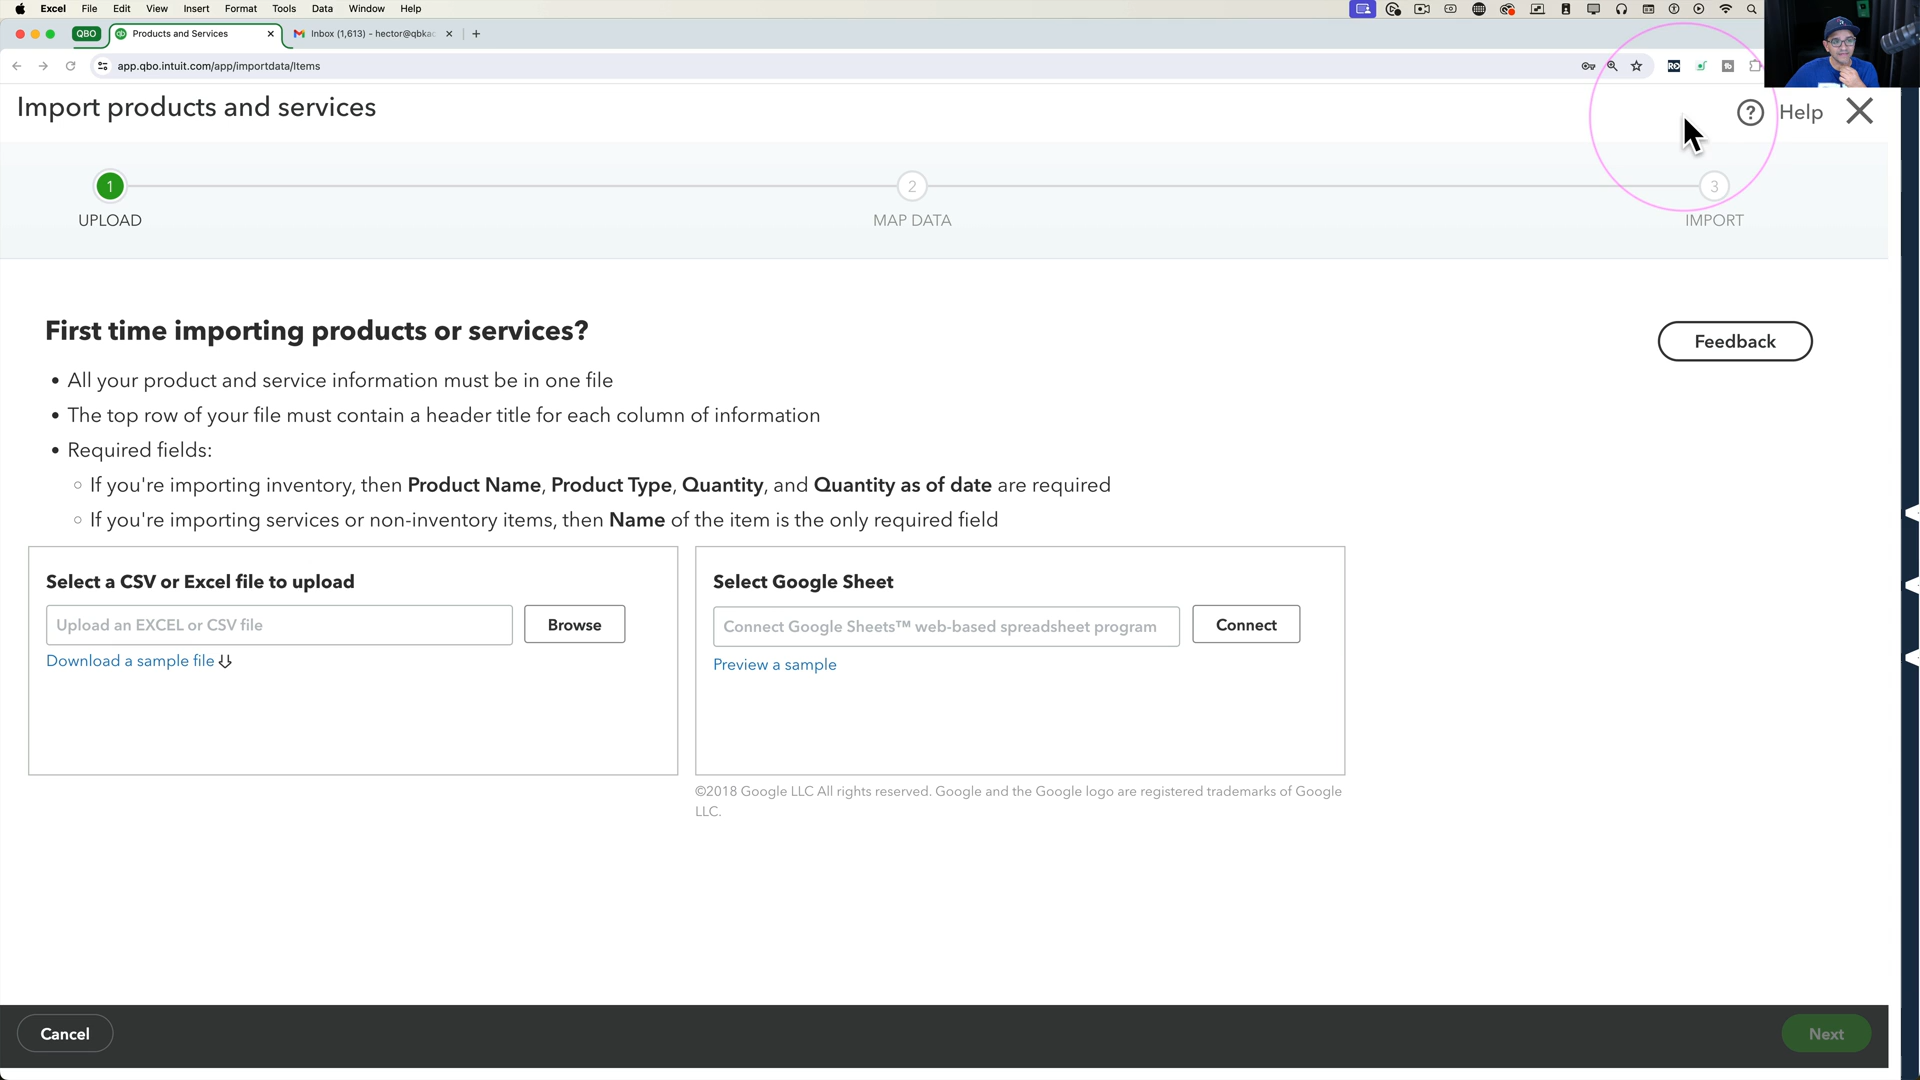 Excel File Edit View Insert Format Tools Data Window Help
QBO Products and Services Inbox (1,613) - hector@qbka
app.qbo.intuit.com/app/importdata/Items
Import products and services
? Help
1 2 3
UPLOAD MAP DATA IMPORT
First time importing products or services?
Feedback
• All your product and service information must be in one file
• The top row of your file must contain a header title for each column of information
• Required fields:
○ If you're importing inventory, then Product Name, Product Type, Quantity, and Quantity as of date are required
○ If you're importing services or non-inventory items, then Name of the item is the only required field
Select a CSV or Excel file to upload
Upload an EXCEL or CSV file Browse
Download a sample file
Select Google Sheet
Connect Google Sheets™ web-based spreadsheet program Connect
Preview a sample
©2018 Google LLC All rights reserved. Google and the Google logo are registered trademarks of Google
LLC.
Cancel Next